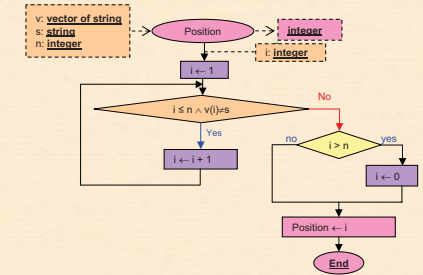 v: vector of string
s: string
n: integer
Position
integer
i: integer
i ← 1
No
i ≤ n ∧ v(i)≠s
Yes
no
yes
i > n
i ← i + 1
i ← 0
Position ← i
End